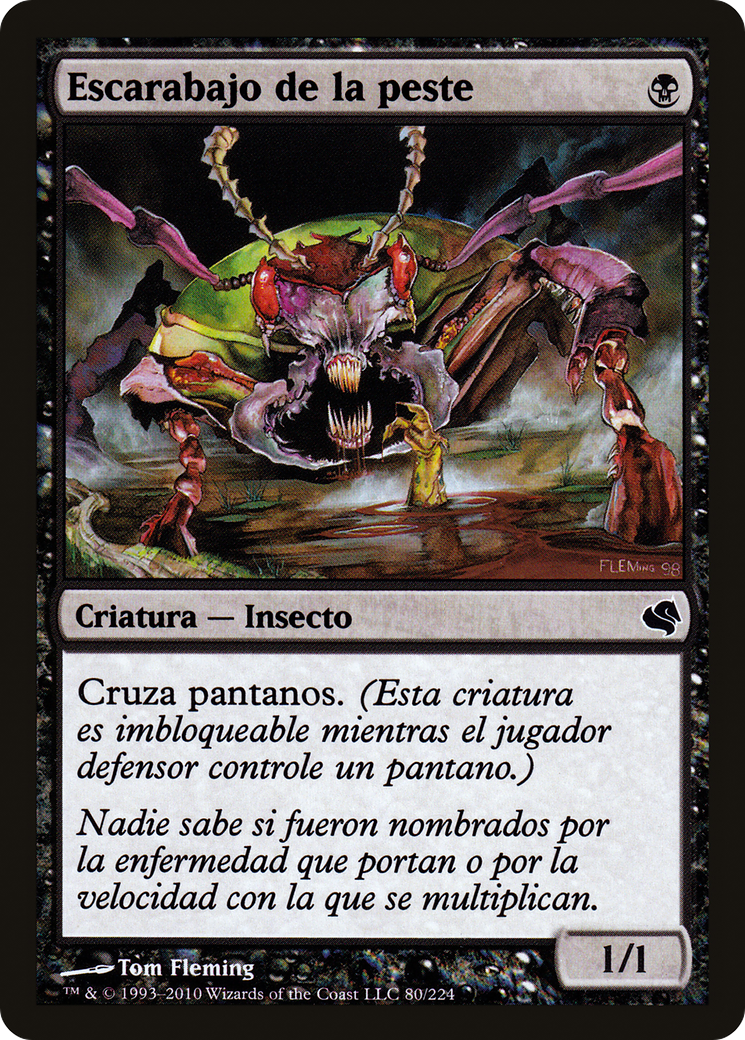 Escarabajo de la peste
FLEMING 98
Criatura — Insecto
Cruza pantanos. (Esta criatura
es imbloqueable mientras el jugador
defensor controle un pantano.)
Nadie sabe si fueron nombrados por
la enfermedad que portan o por la
velocidad con la que se multiplican.
1/1
Tom Fleming
™ & © 1993–2010 Wizards of the Coast LLC 80/224